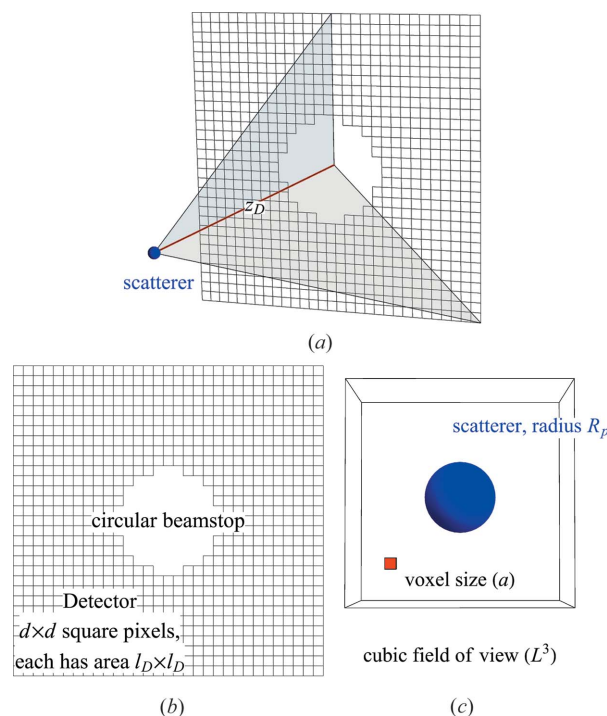 z_D
scatterer
(a)
circular beamstop
Detector
d×d square pixels,
each has area l_D×l_D
(b)
scatterer, radius R_p
voxel size (a)
cubic field of view (L^3)
(c)